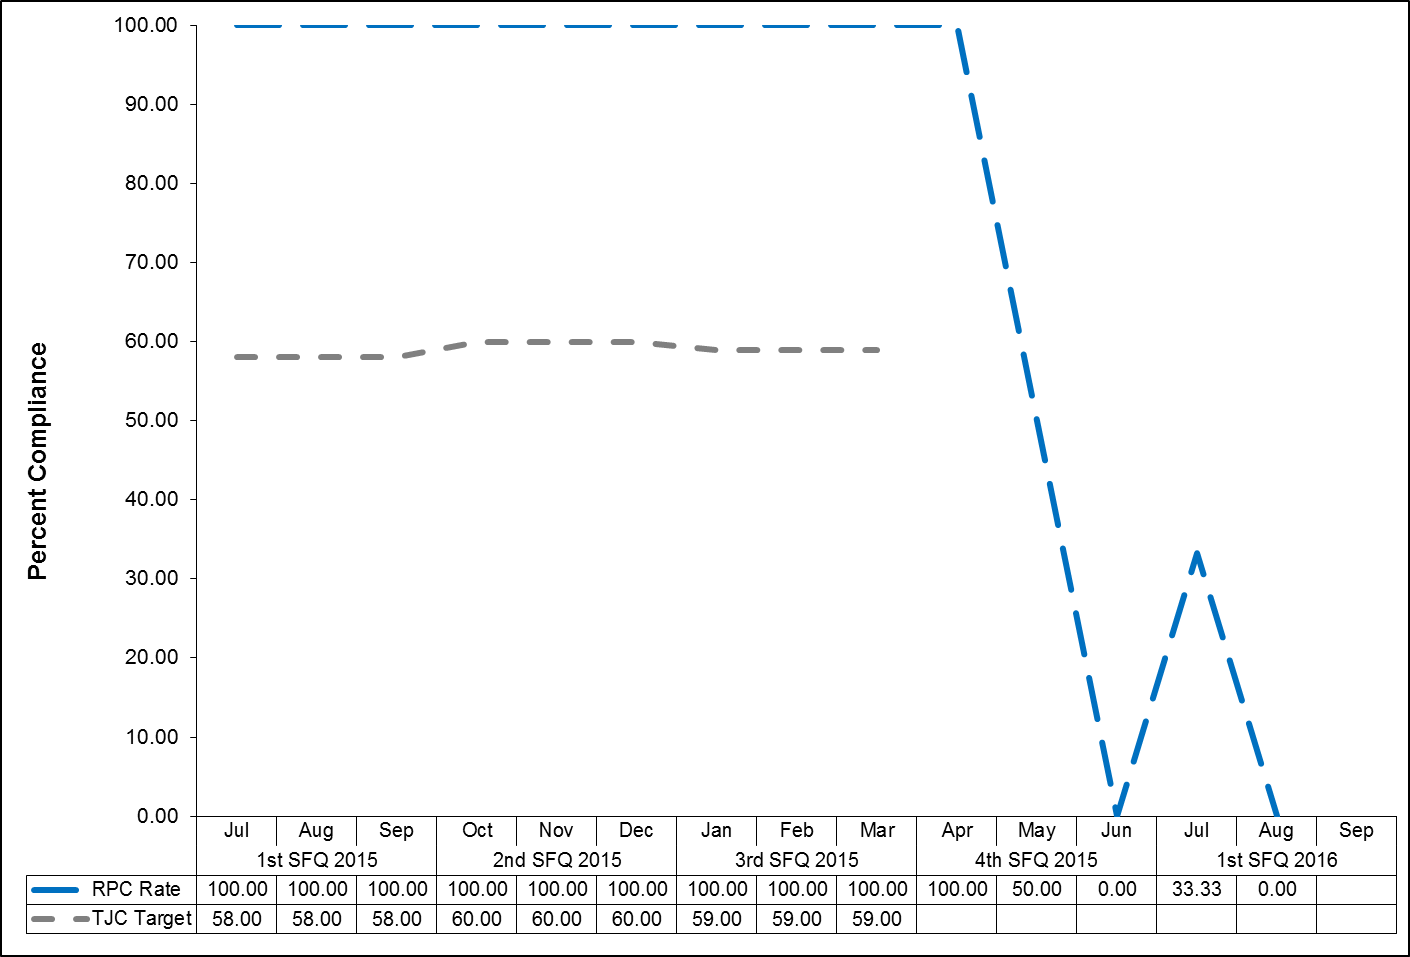 100.00
90.00
80.00
70.00
60.00
50.00
40.00
30.00
20.00
10.00
0.00
Percent Compliance
Jul Aug Sep Oct Nov Dec Jan Feb Mar Apr May Jun Jul Aug Sep
1st SFQ 2015 2nd SFQ 2015 3rd SFQ 2015 4th SFQ 2015 1st SFQ 2016
RPC Rate 100.00 100.00 100.00 100.00 100.00 100.00 100.00 100.00 100.00 100.00 50.00 0.00 33.33 0.00
TJC Target 58.00 58.00 58.00 60.00 60.00 60.00 59.00 59.00 59.00